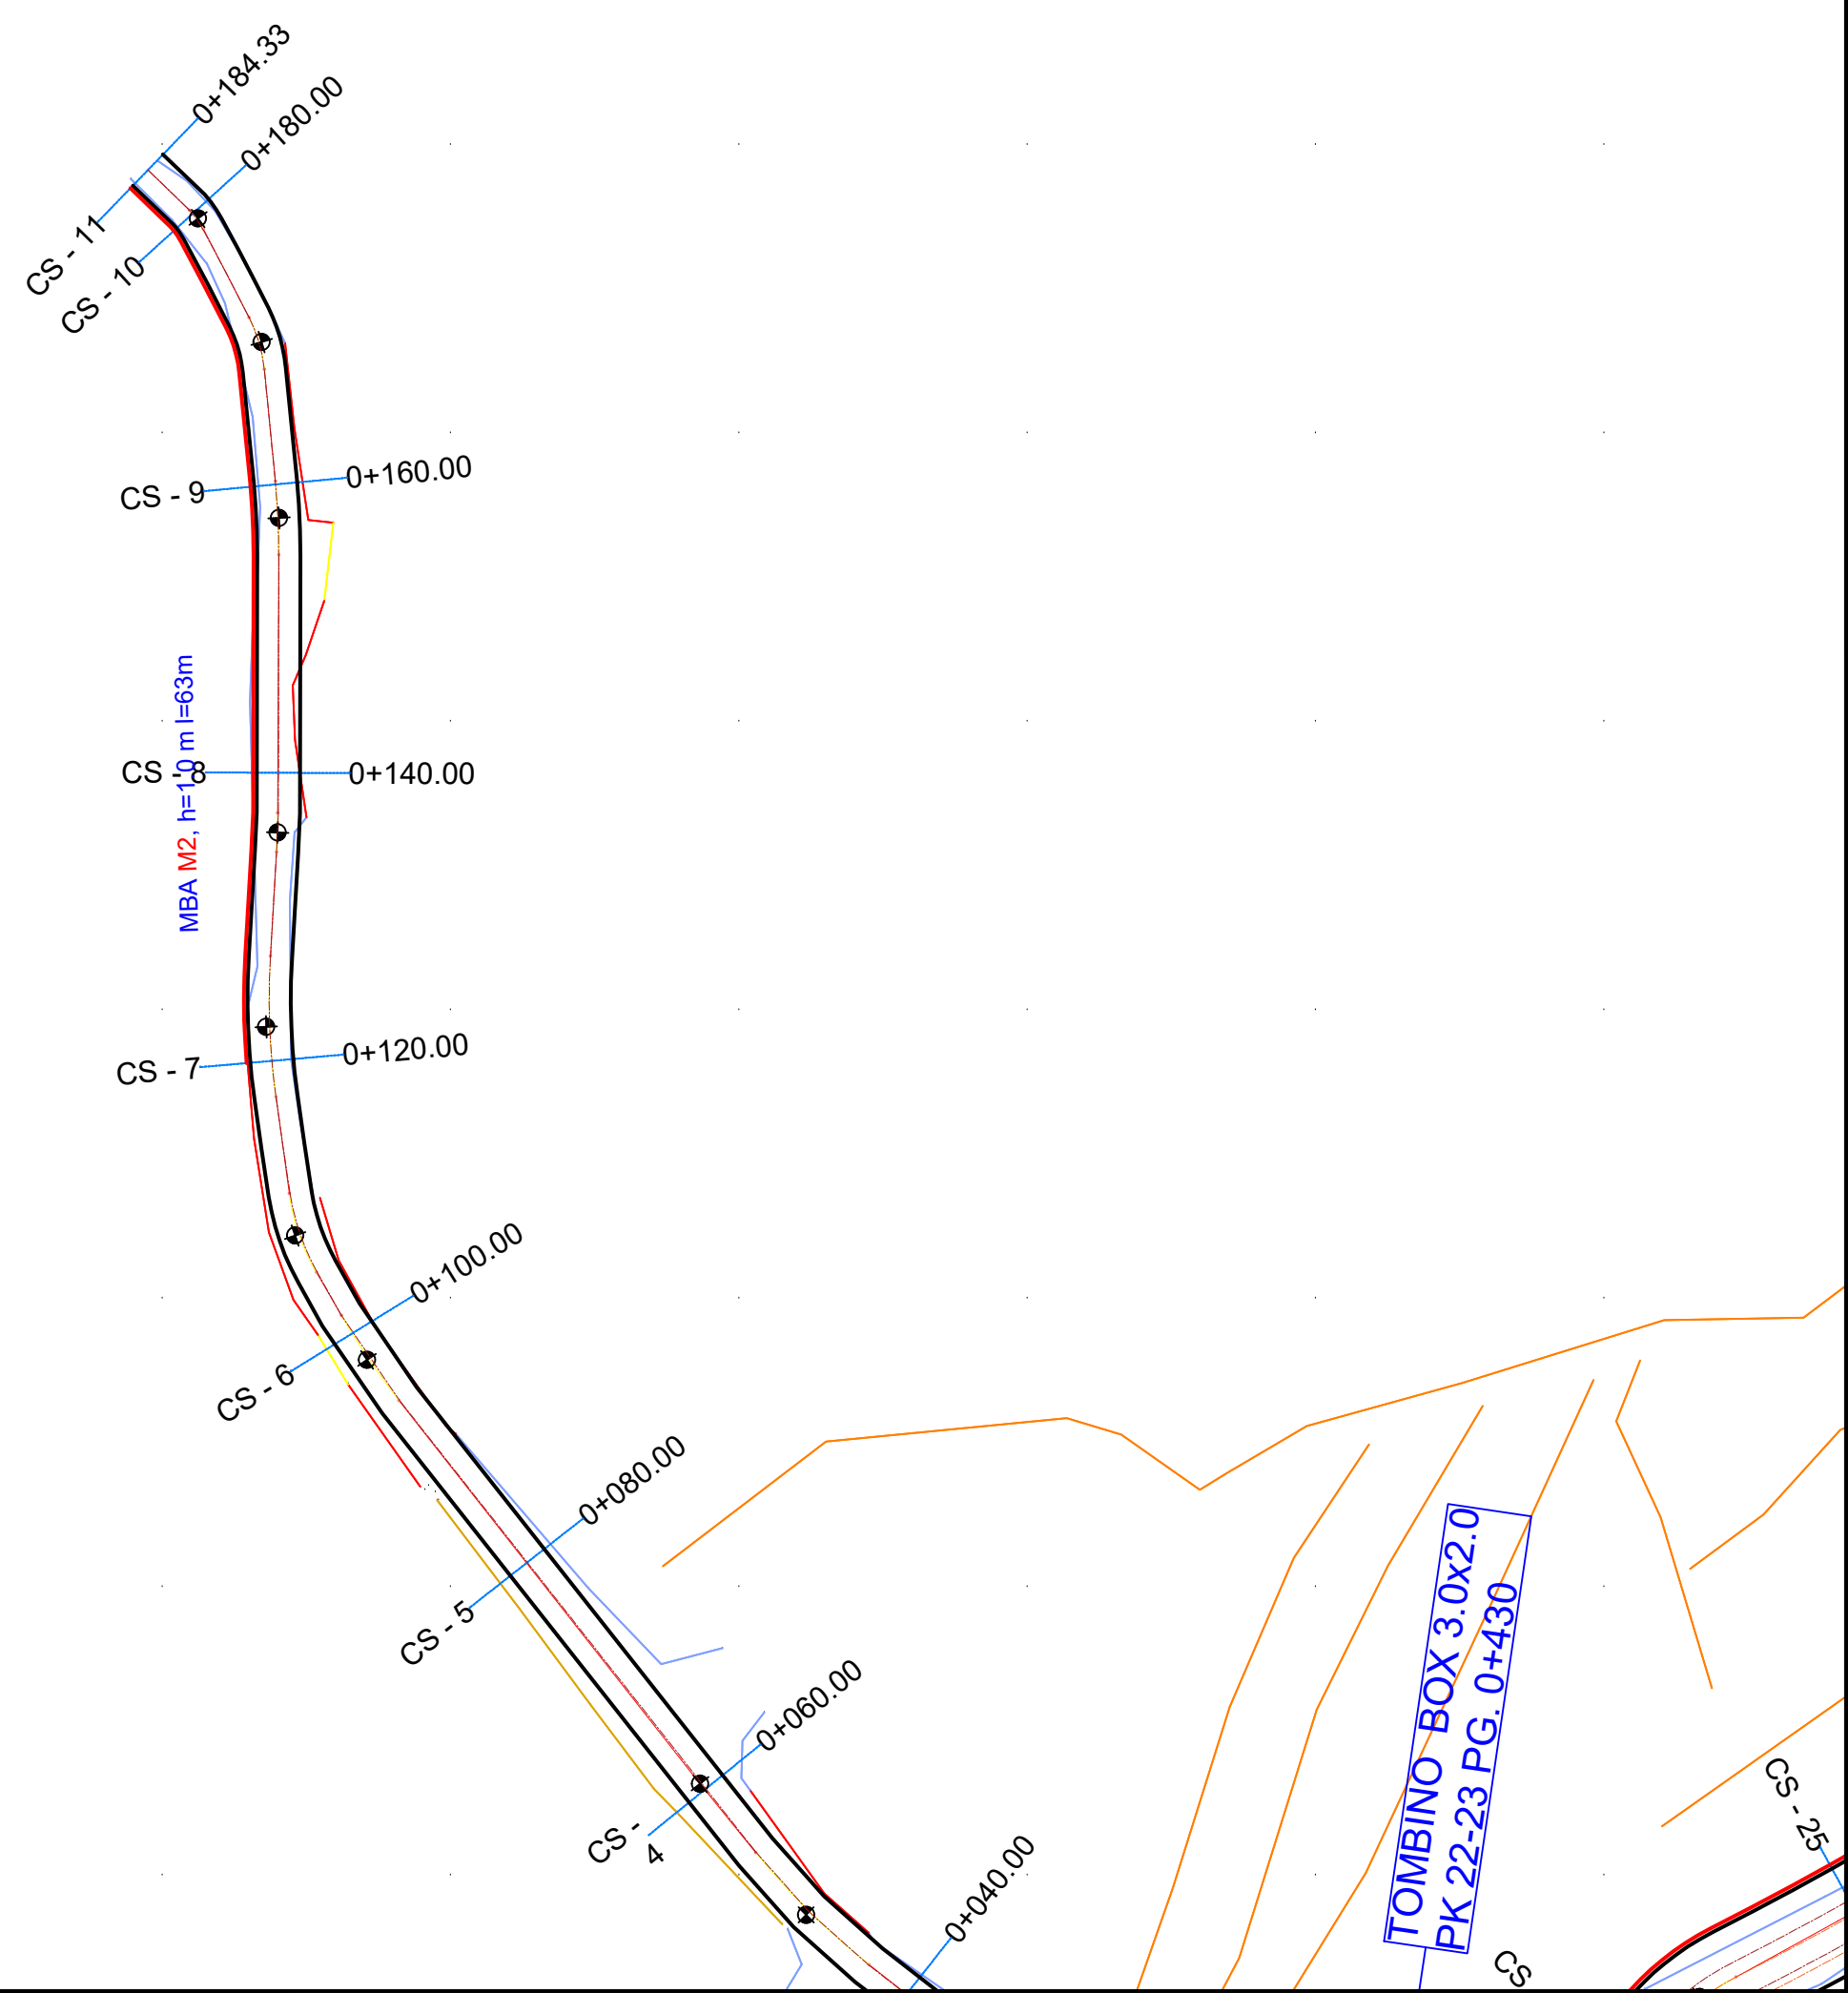 0+184.33
0+180.00
CS - 11
CS - 10
0+160.00
CS - 9
MBA M2, h=1.0 m l=63m
CS - 8
0+140.00
0+120.00
CS - 7
0+100.00
CS - 6
0+080.00
CS - 5
0+060.00
CS -
4
0+040.00
TOMBINO BOX 3.0x2.0
PK 22-23 PG. 0+430
CS - 25
CS